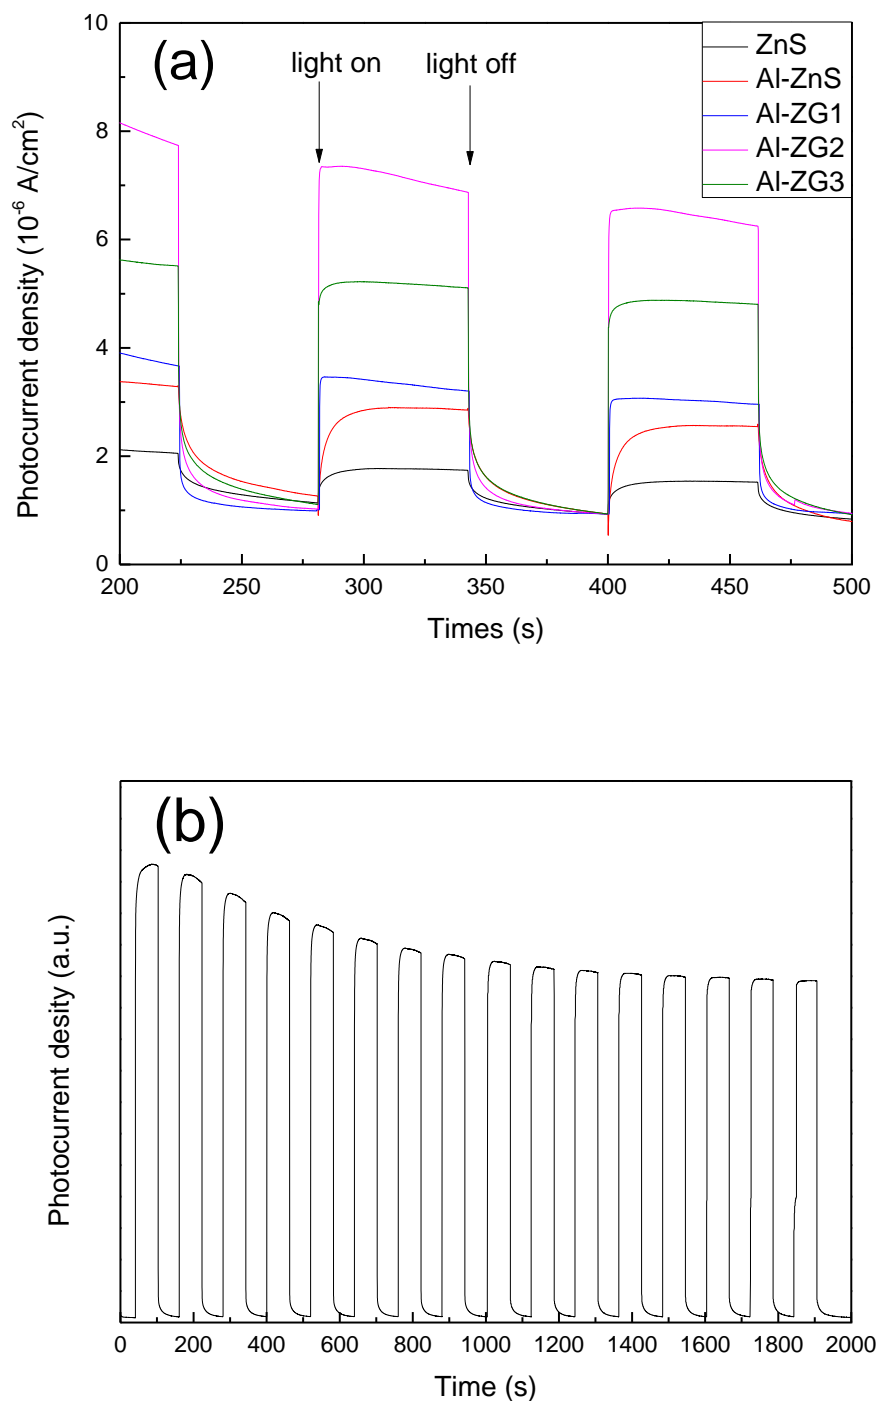 (a)
light on
light off
ZnS
Al-ZnS
Al-ZG1
Al-ZG2
Al-ZG3
10
8
6
4
2
0
Photocurrent density (10⁻⁶ A/cm²)
200 250 300 350 400 450 500
Times (s)
(b)
Photocurrent desity (a.u.)
0 200 400 600 800 1000 1200 1400 1600 1800 2000
Time (s)